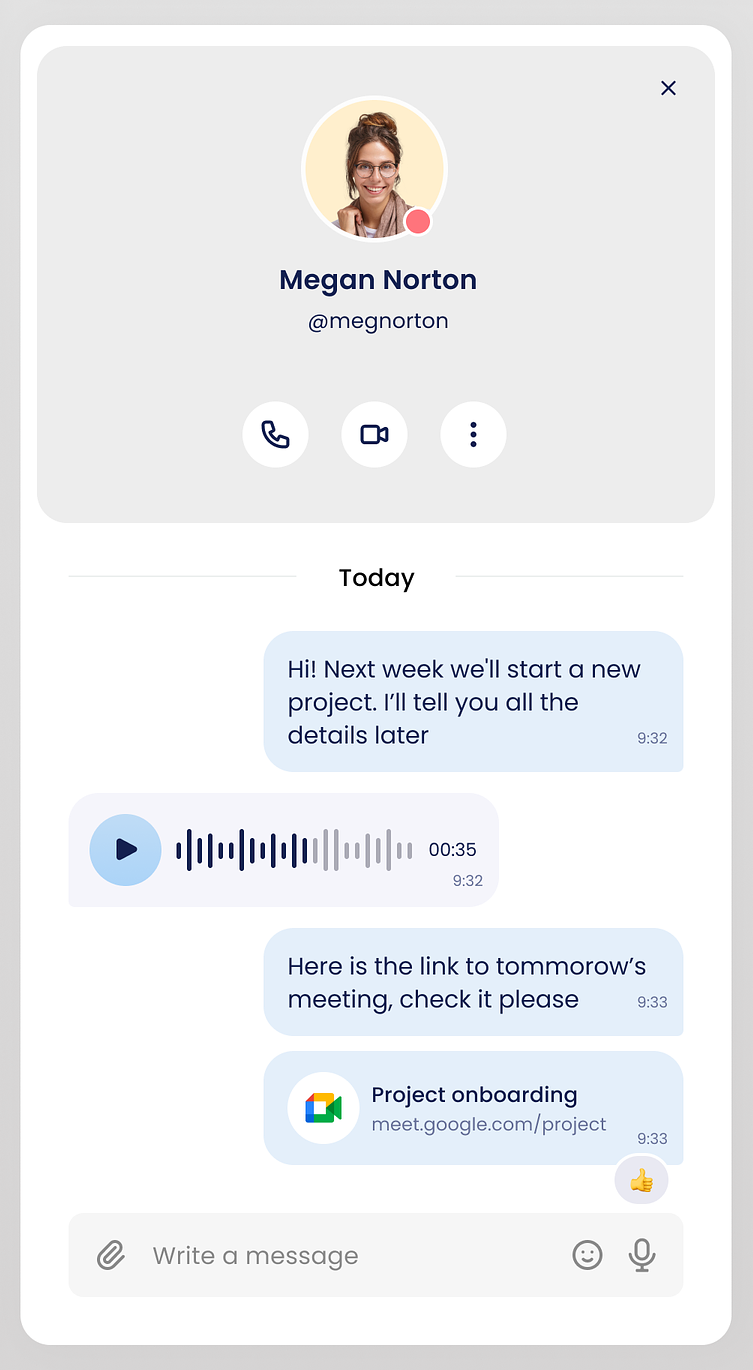 Megan Norton
@megnorton
Today
Hi! Next week we'll start a new
project. I’ll tell you all the
details later
9:32
00:35
9:32
Here is the link to tommorow’s
meeting, check it please
9:33
Project onboarding
meet.google.com/project
9:33
Write a message